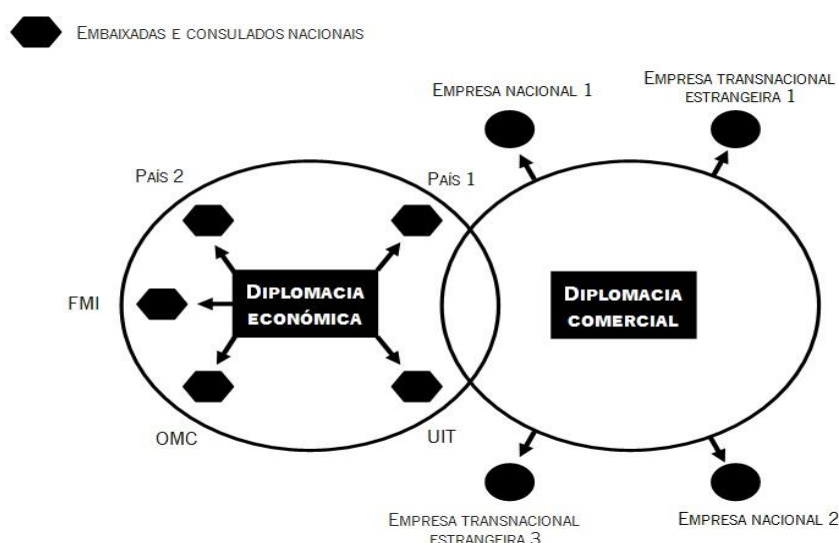 EMBAIXADAS E CONSULADOS NACIONAIS
EMPRESA NACIONAL 1
EMPRESA TRANSNACIONAL
ESTRANGEIRA 1
PAÍS 2
PAÍS 1
FMI
DIPLOMACIA
ECONÓMICA
DIPLOMACIA
COMERCIAL
OMC
UIT
EMPRESA TRANSNACIONAL
ESTRANGEIRA 3
EMPRESA NACIONAL 2